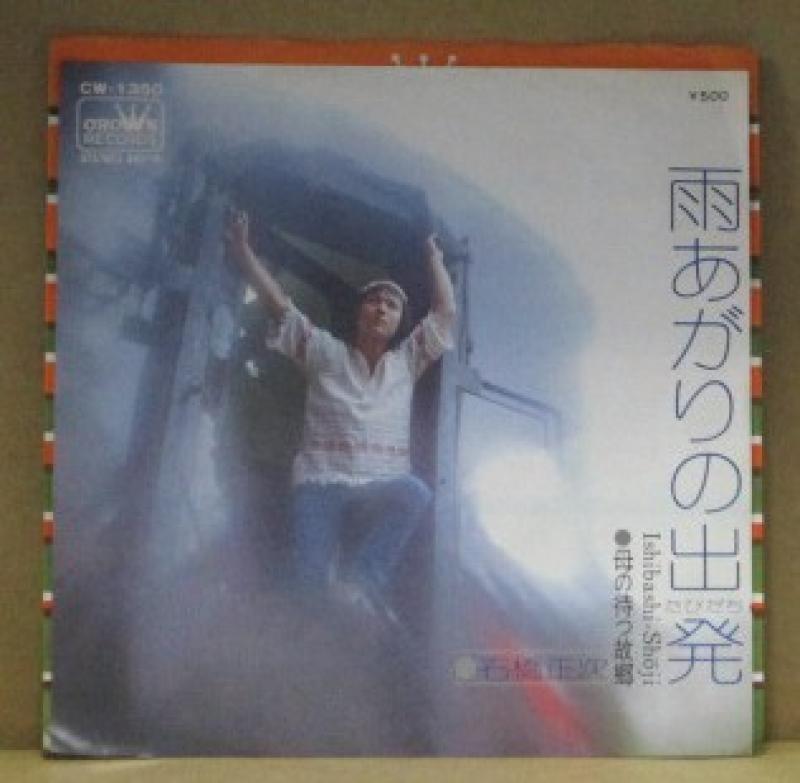 CW-1350
CROWN
RECORDS
¥500
雨あがりの出発
たびだち
Ishibashi・Shōji
●母の待つ故郷
●石橋正次